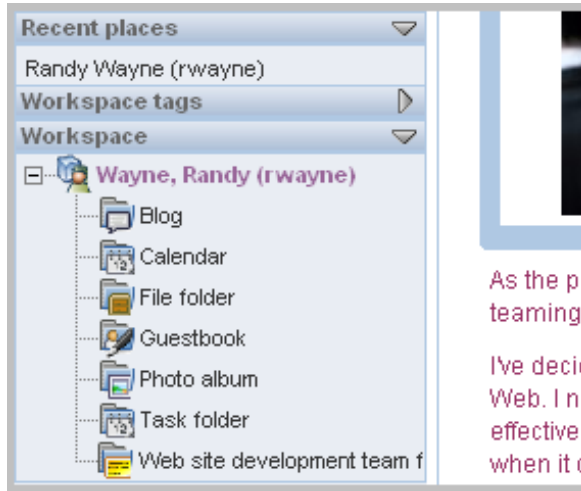 Recent places
Randy Wayne (rwayne)
Workspace tags
Workspace
Wayne, Randy (rwayne)
Blog
Calendar
File folder
Guestbook
Photo album
Task folder
Web site development team f
As the p
teaming
I've deci
Web. I n
effective
when it